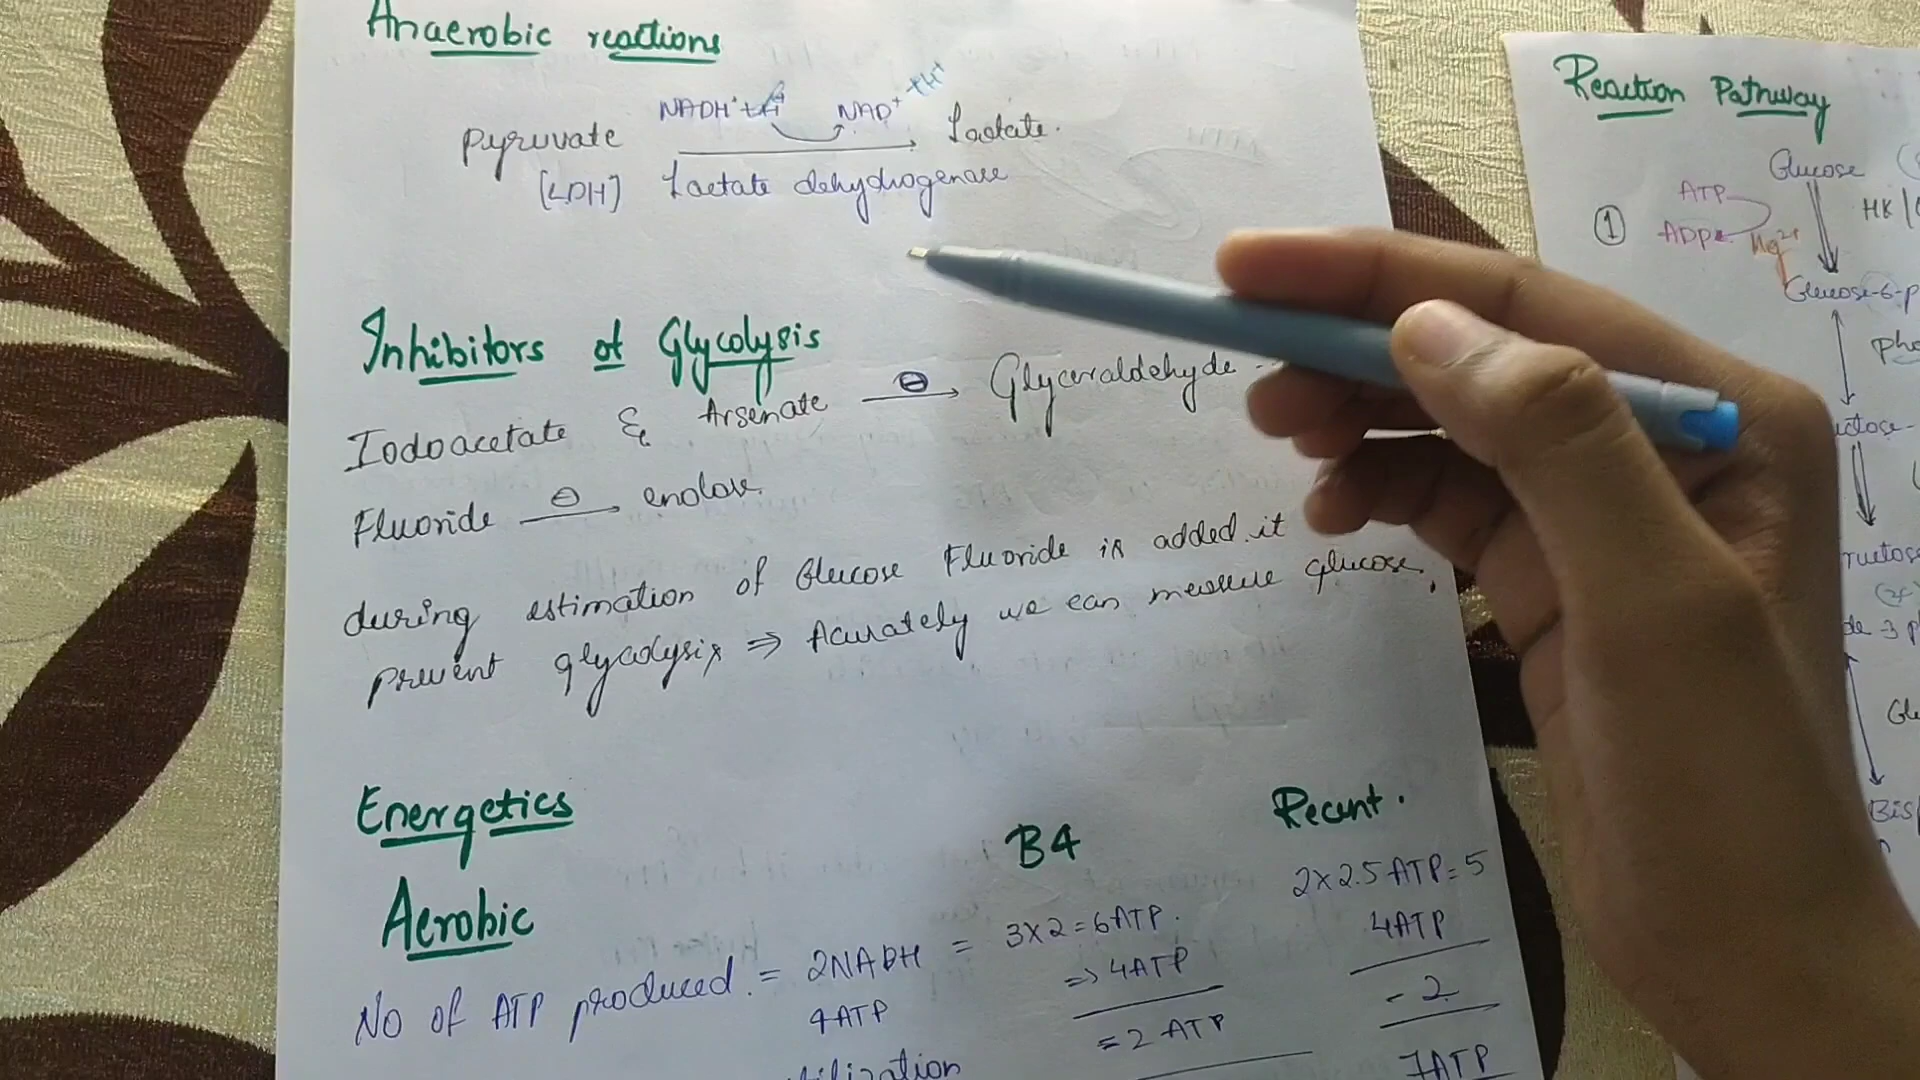 Anaerobic reactions
NADH⁺ + H⁺ NAD⁺ + H⁺
Pyruvate Lactate.
[LDH] Lactate dehydrogenase
Inhibitors of Glycolysis
Iodoacetate & Arsenate ⊖ → Glyceraldehyde
Fluoride ⊖ → enolase.
during estimation of Glucose Fluoride is added. it
prevent glycolysis ⇒ Acurately we can measure glucose.
Energetics
B4 Recent.
Aerobic
No of ATP produced. = 2NADH = 3×2 = 6ATP. 2×2.5ATP = 5
4ATP ⇒ 4ATP 4ATP
= 2 ATP - 2
7ATP
Reaction Pathway
Glucose
ATP
① HK
ADP Mg²⁺
Glucose-6-p